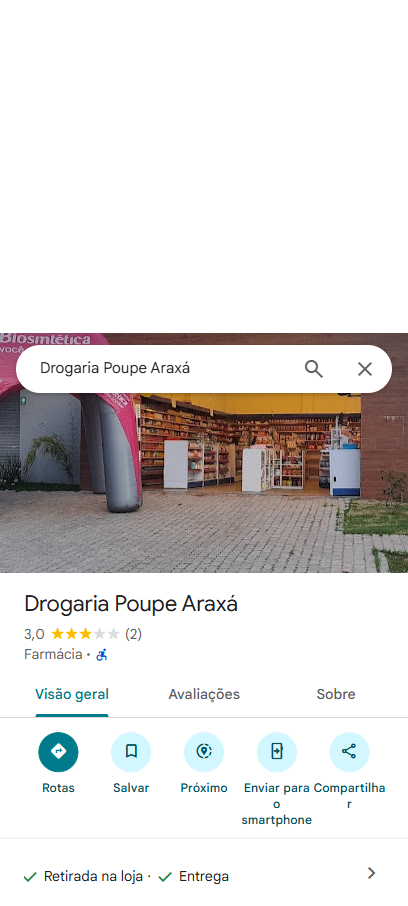 Biosintética
você
Drogaria Poupe Araxá
Drogaria Poupe Araxá
3,0 (2)
Farmácia ·
Visão geral Avaliações Sobre
Rotas Salvar Próximo Enviar para o smartphone Compartilhar
Retirada na loja · Entrega